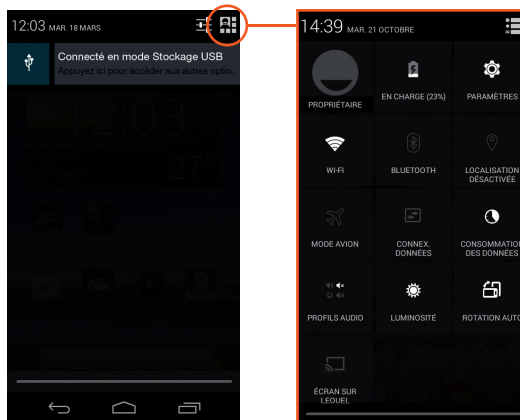 12:03 MAR. 18 MARS
Connecté en mode Stockage USB
Appuyez ici pour accéder aux autres optio...
12:03
27°
14:39 MAR. 21 OCTOBRE
PROPRIÉTAIRE
EN CHARGE (23%)
PARAMÈTRES
WI-FI
BLUETOOTH
LOCALISATION
DÉSACTIVÉE
MODE AVION
CONNEX.
DONNÉES
CONSOMMATION
DES DONNÉES
PROFILS AUDIO
LUMINOSITÉ
ROTATION AUTO
ÉCRAN SUR
LEQUEL